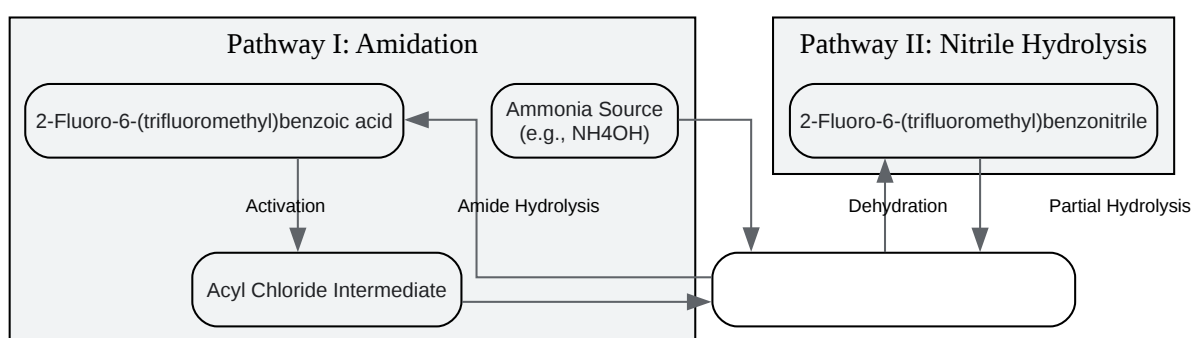 Pathway I: Amidation
Pathway II: Nitrile Hydrolysis
2-Fluoro-6-(trifluoromethyl)benzoic acid
Ammonia Source
(e.g., NH4OH)
2-Fluoro-6-(trifluoromethyl)benzonitrile
Activation
Amide Hydrolysis
Dehydration
Partial Hydrolysis
Acyl Chloride Intermediate